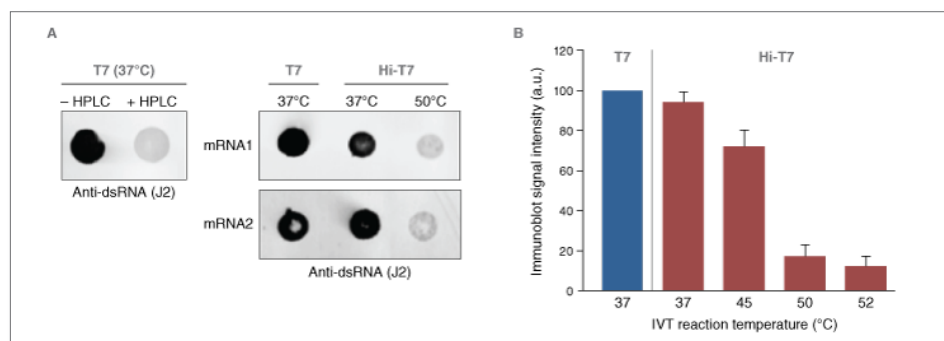 A
T7 (37°C)
– HPLC + HPLC
Anti-dsRNA (J2)
T7 Hi-T7
37°C 37°C 50°C
mRNA1
mRNA2
Anti-dsRNA (J2)
B
T7 Hi-T7
Immunoblot signal intensity (a.u.)
120
100
80
60
40
20
0
37 37 45 50 52
IVT reaction temperature (°C)